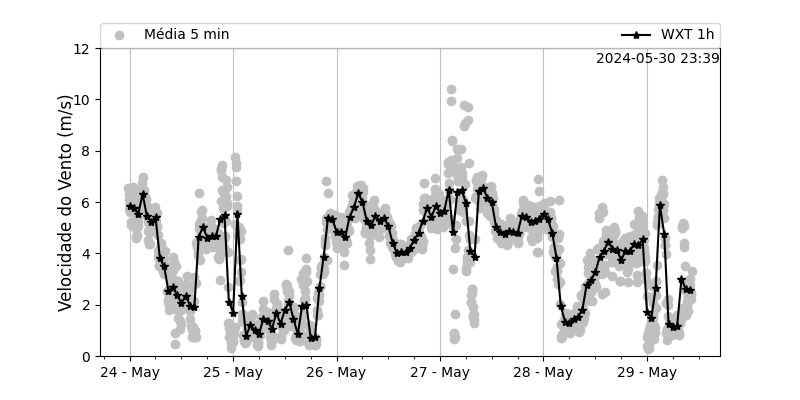 Média 5 min
WXT 1h
2024-05-30 23:39
Velocidade do Vento (m/s)
12
10
8
6
4
2
0
24 - May
25 - May
26 - May
27 - May
28 - May
29 - May